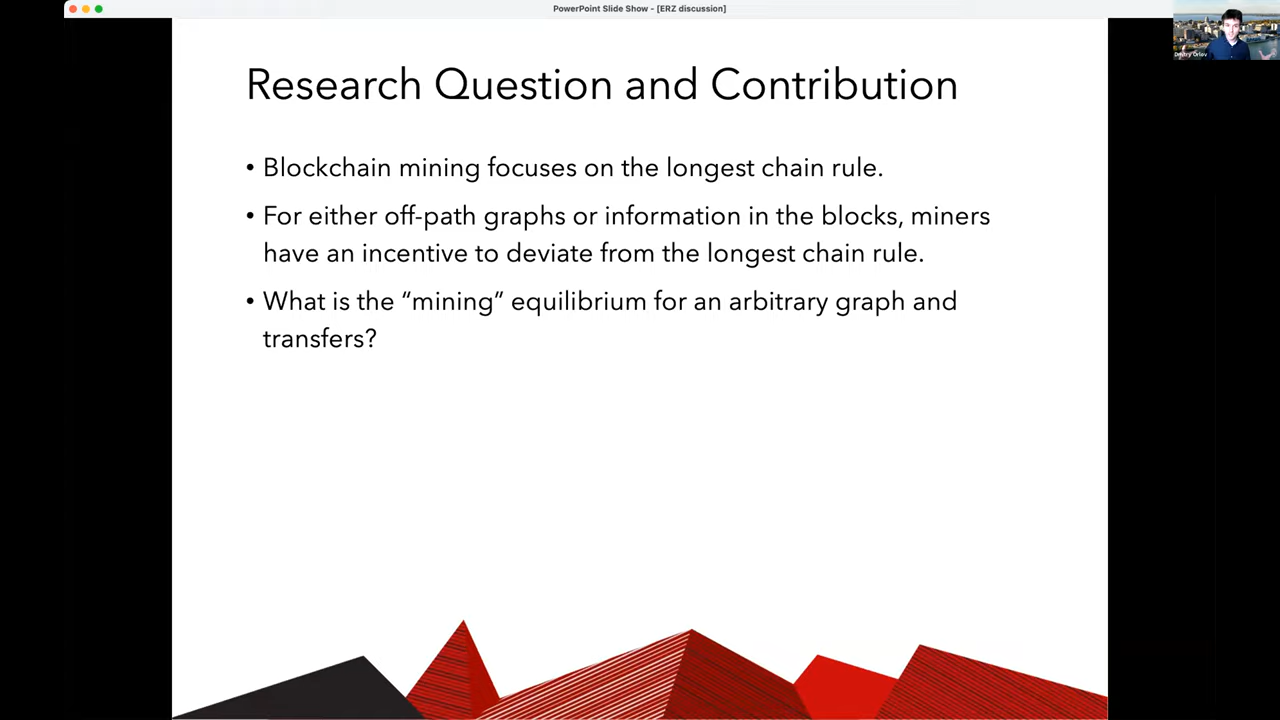 PowerPoint Slide Show - [ERZ discussion]
Dmitry Orlov
Research Question and Contribution
• Blockchain mining focuses on the longest chain rule.
• For either off-path graphs or information in the blocks, miners
have an incentive to deviate from the longest chain rule.
• What is the “mining” equilibrium for an arbitrary graph and
transfers?